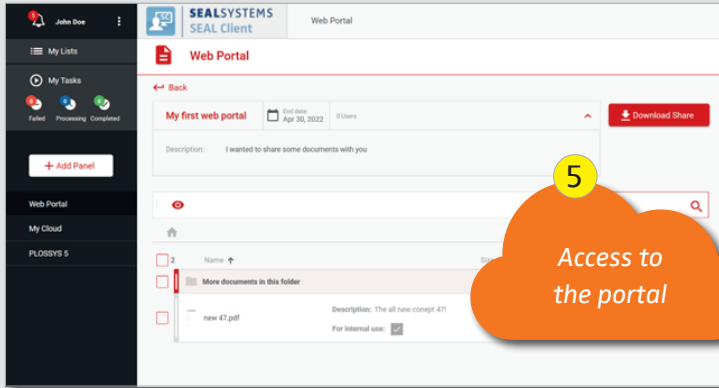 5
John Doe
SEALSYSTEMS
SEAL Client
Web Portal
My Lists
My Tasks
Failed Processing Completed
+ Add Panel
Web Portal
My Cloud
PLOSSYS 5
Web Portal
Back
My first web portal
End date:
Apr 30, 2022
0 Users
Download Share
Description: I wanted to share some documents with you
2 Name
More documents in this folder
new 47.pdf
Description: The all new conept 47!
For internal use:
5
Access to
the portal